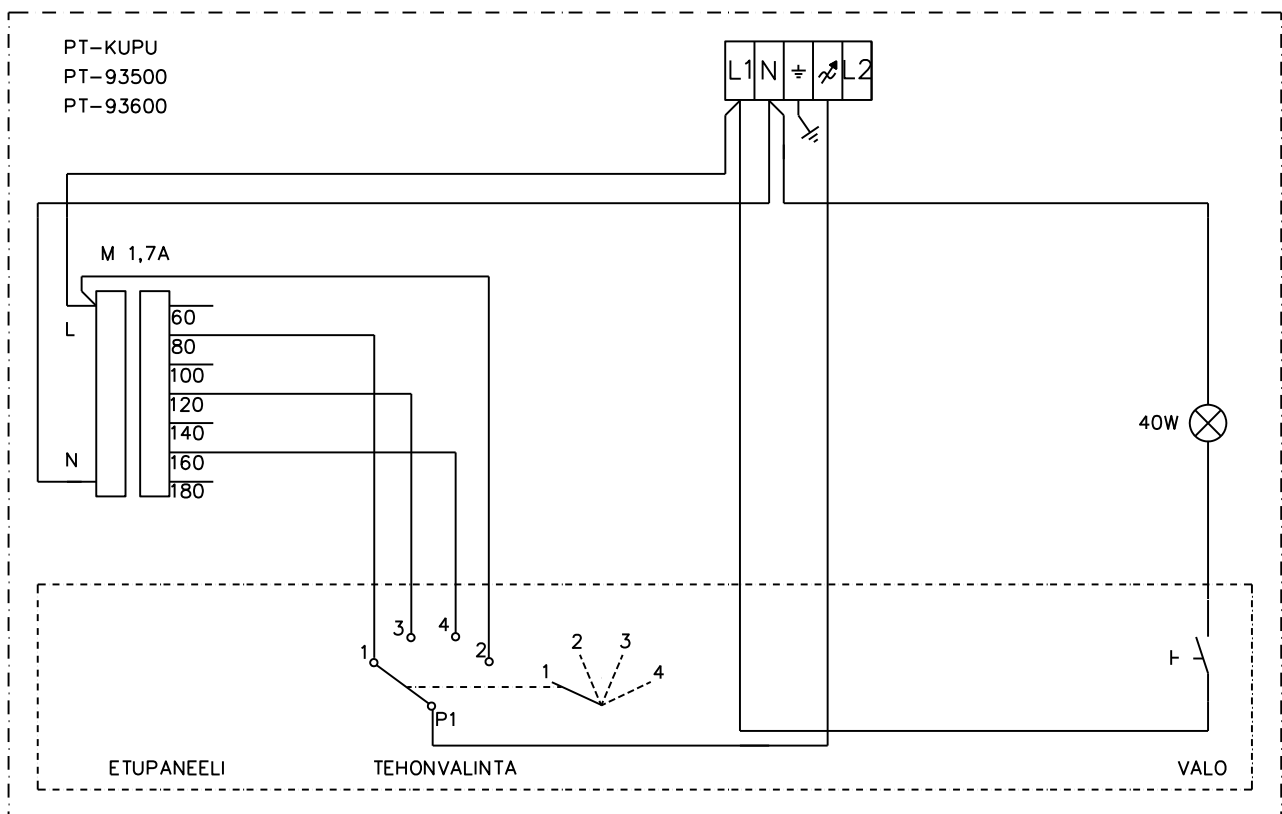 PT-KUPU
PT-93500
PT-93600
L1 N L2
M 1,7A
L
60
80
100
120
140
160
180
N
40W
1 3 4 2
P1
1 2 3 4
ETUPANEELI TEHONVALINTA VALO